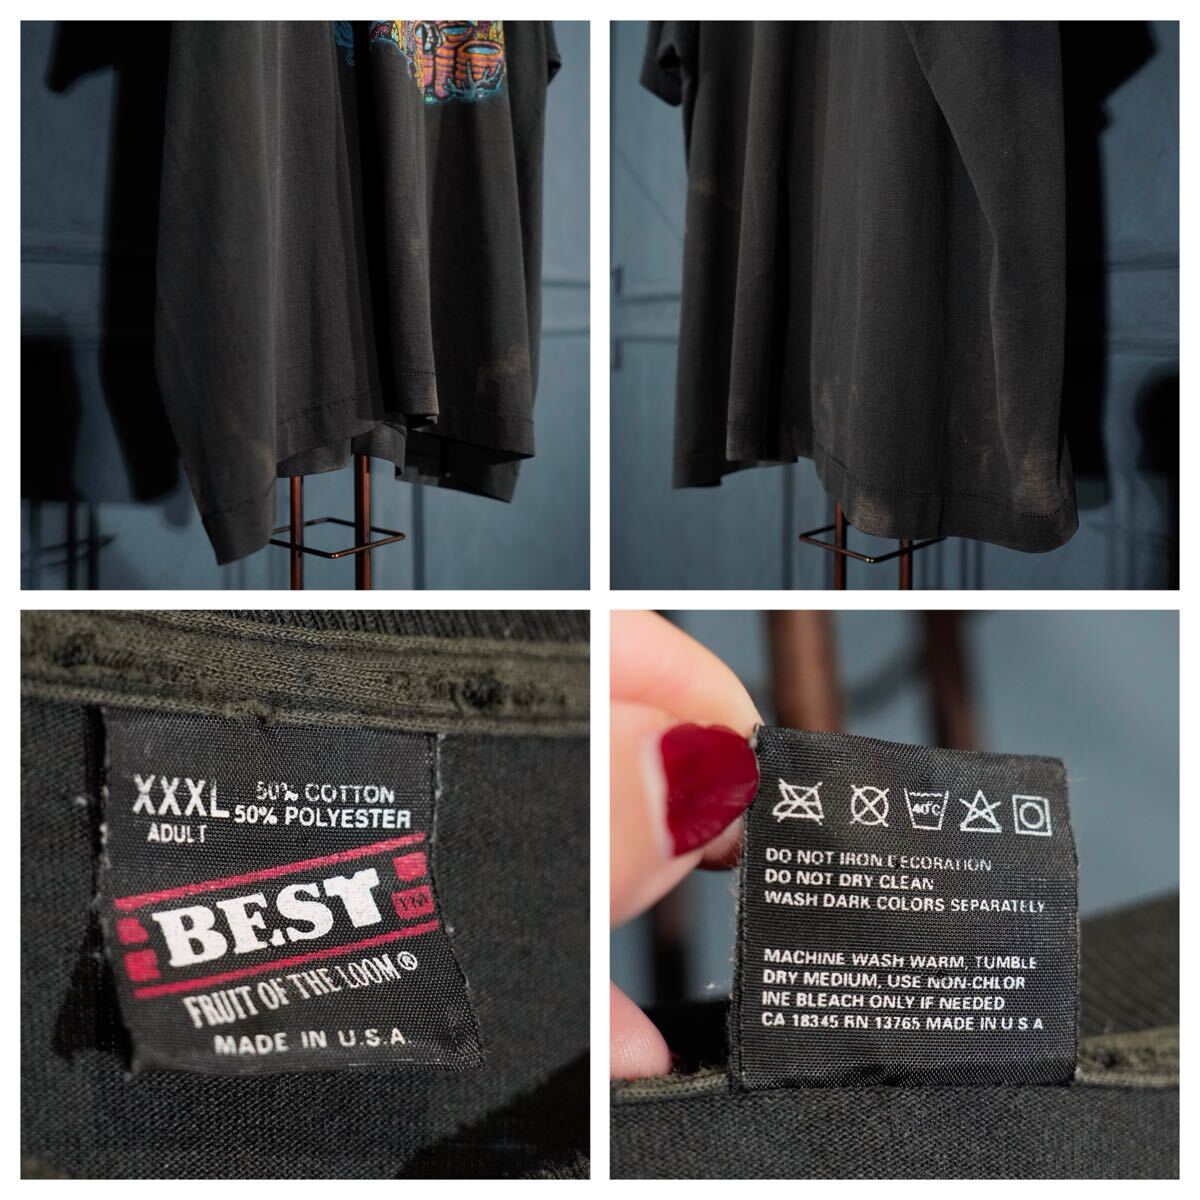 XXXL
ADULT
50% COTTON
50% POLYESTER
BEST
FRUIT OF THE LOOM®
MADE IN U.S.A.
40°C
DO NOT IRON DECORATION
DO NOT DRY CLEAN
WASH DARK COLORS SEPARATELY
MACHINE WASH WARM, TUMBLE
DRY MEDIUM, USE NON-CHLOR
INE BLEACH ONLY IF NEEDED
CA 18345 RN 13765 MADE IN U S A